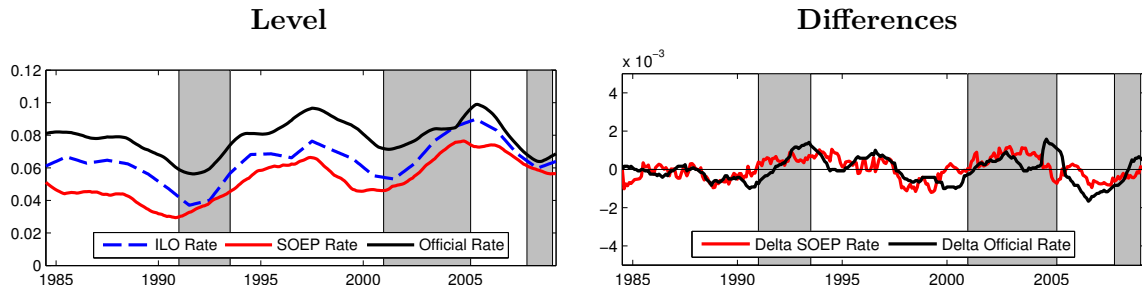 Level
0.12
0.1
0.08
0.06
0.04
0.02
0
ILO Rate SOEP Rate Official Rate
1985 1990 1995 2000 2005
Differences
x 10⁻³
4
2
0
−2
−4
Delta SOEP Rate Delta Official Rate
1985 1990 1995 2000 2005